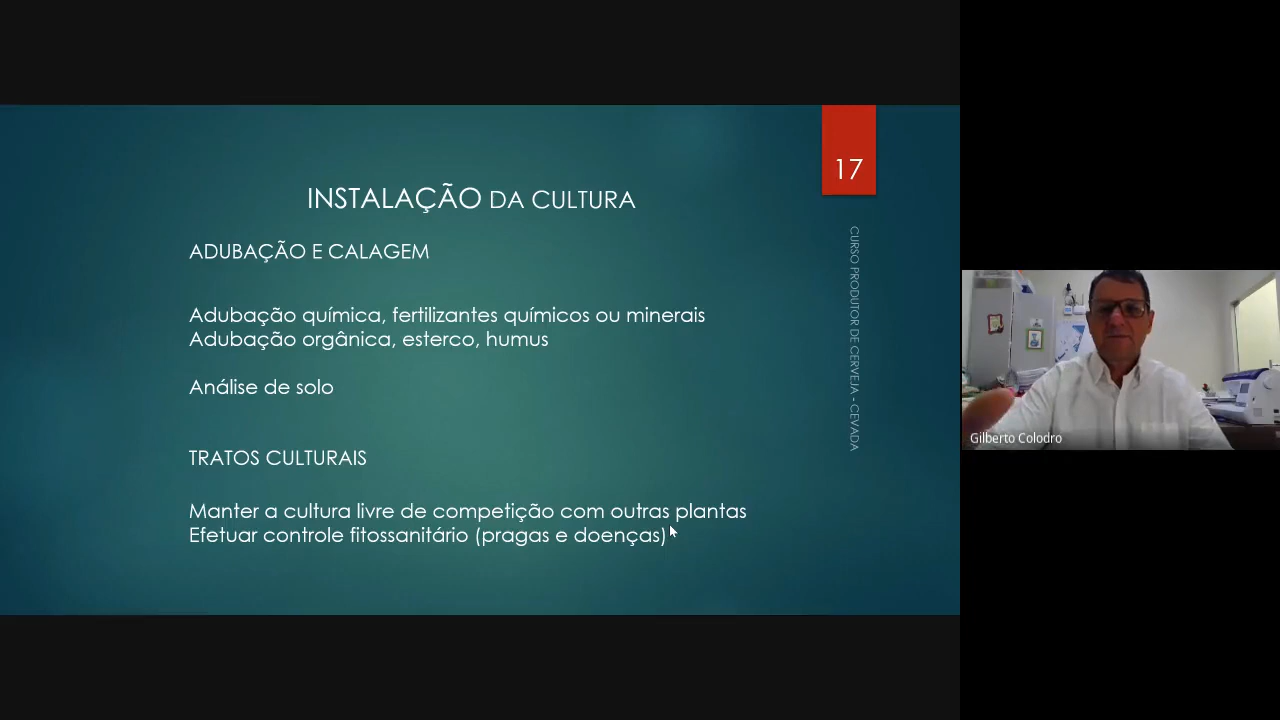 17
INSTALAÇÃO DA CULTURA
ADUBAÇÃO E CALAGEM
Adubação química, fertilizantes químicos ou minerais
Adubação orgânica, esterco, humus
Análise de solo
TRATOS CULTURAIS
Manter a cultura livre de competição com outras plantas
Efetuar controle fitossanitário (pragas e doenças)
CURSO PRODUTOR DE CERVEJA - CEVADA
Gilberto Colodro